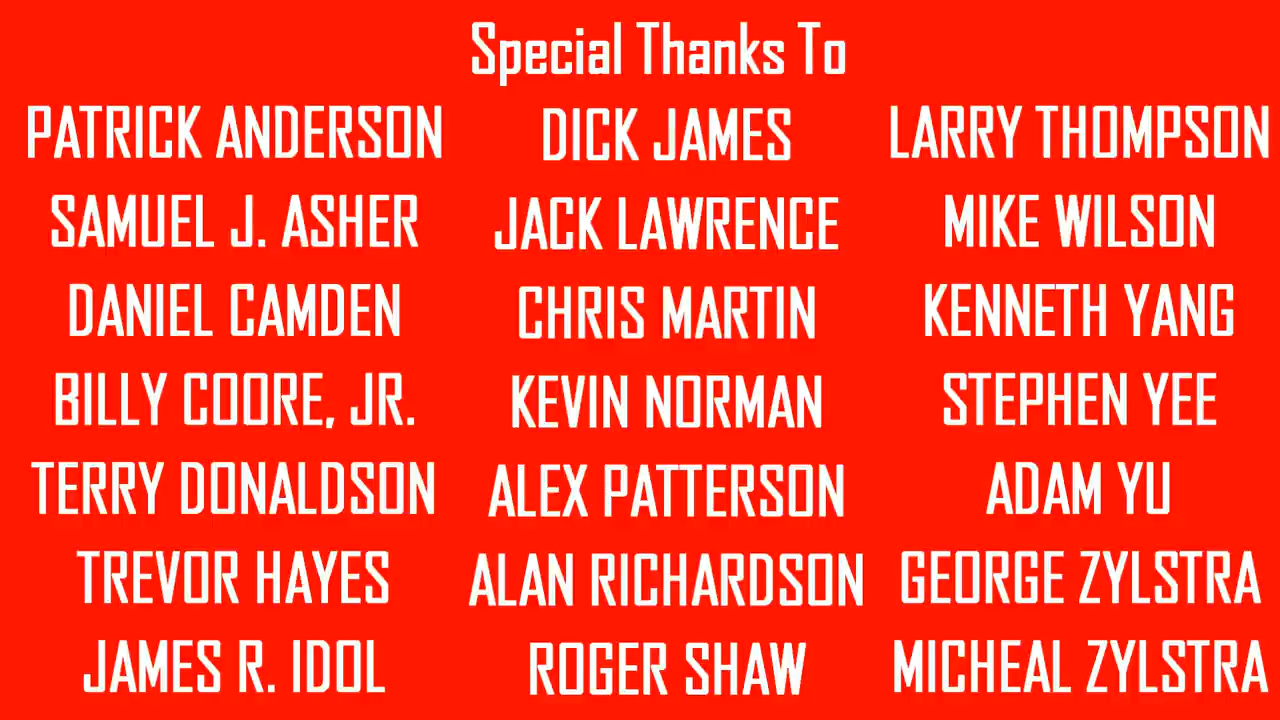 Special Thanks To
PATRICK ANDERSON
SAMUEL J. ASHER
DANIEL CAMDEN
BILLY COORE, JR.
TERRY DONALDSON
TREVOR HAYES
JAMES R. IDOL
DICK JAMES
JACK LAWRENCE
CHRIS MARTIN
KEVIN NORMAN
ALEX PATTERSON
ALAN RICHARDSON
ROGER SHAW
LARRY THOMPSON
MIKE WILSON
KENNETH YANG
STEPHEN YEE
ADAM YU
GEORGE ZYLSTRA
MICHEAL ZYLSTRA